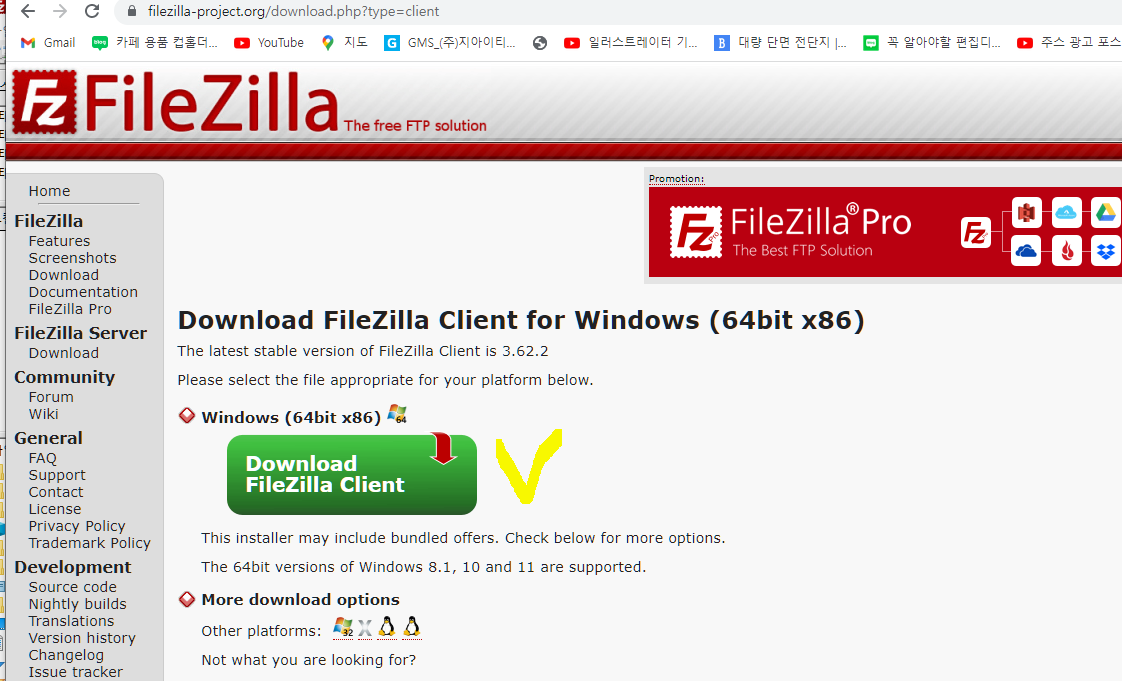 filezilla-project.org/download.php?type=client
Gmail
카페 용품 컵홀더...
YouTube
지도
GMS_(주)지아이티...
일러스트레이터 기...
대량 단면 전단지 |...
꼭 알아야할 편집디...
주스 광고 포스
FileZilla The free FTP solution
Home
FileZilla
Features
Screenshots
Download
Documentation
FileZilla Pro
FileZilla Server
Download
Community
Forum
Wiki
General
FAQ
Support
Contact
License
Privacy Policy
Trademark Policy
Development
Source code
Nightly builds
Translations
Version history
Changelog
Issue tracker
Promotion:
FileZilla® Pro
The Best FTP Solution
Download FileZilla Client for Windows (64bit x86)
The latest stable version of FileZilla Client is 3.62.2
Please select the file appropriate for your platform below.
Windows (64bit x86)
Download
FileZilla Client
This installer may include bundled offers. Check below for more options.
The 64bit versions of Windows 8.1, 10 and 11 are supported.
More download options
Other platforms:
Not what you are looking for?